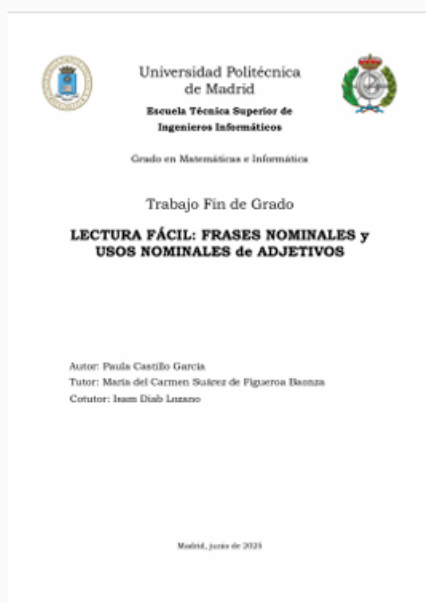 Universidad Politécnica
de Madrid
Escuela Técnica Superior de
Ingenieros Informáticos
Grado en Matemáticas e Informática
Trabajo Fin de Grado
LECTURA FÁCIL: FRASES NOMINALES y
USOS NOMINALES de ADJETIVOS
Autor: Paula Castillo García
Tutor: María del Carmen Suárez de Figueroa Baonza
Cotutor: Isam Diab Lozano
Madrid, junio de 2025